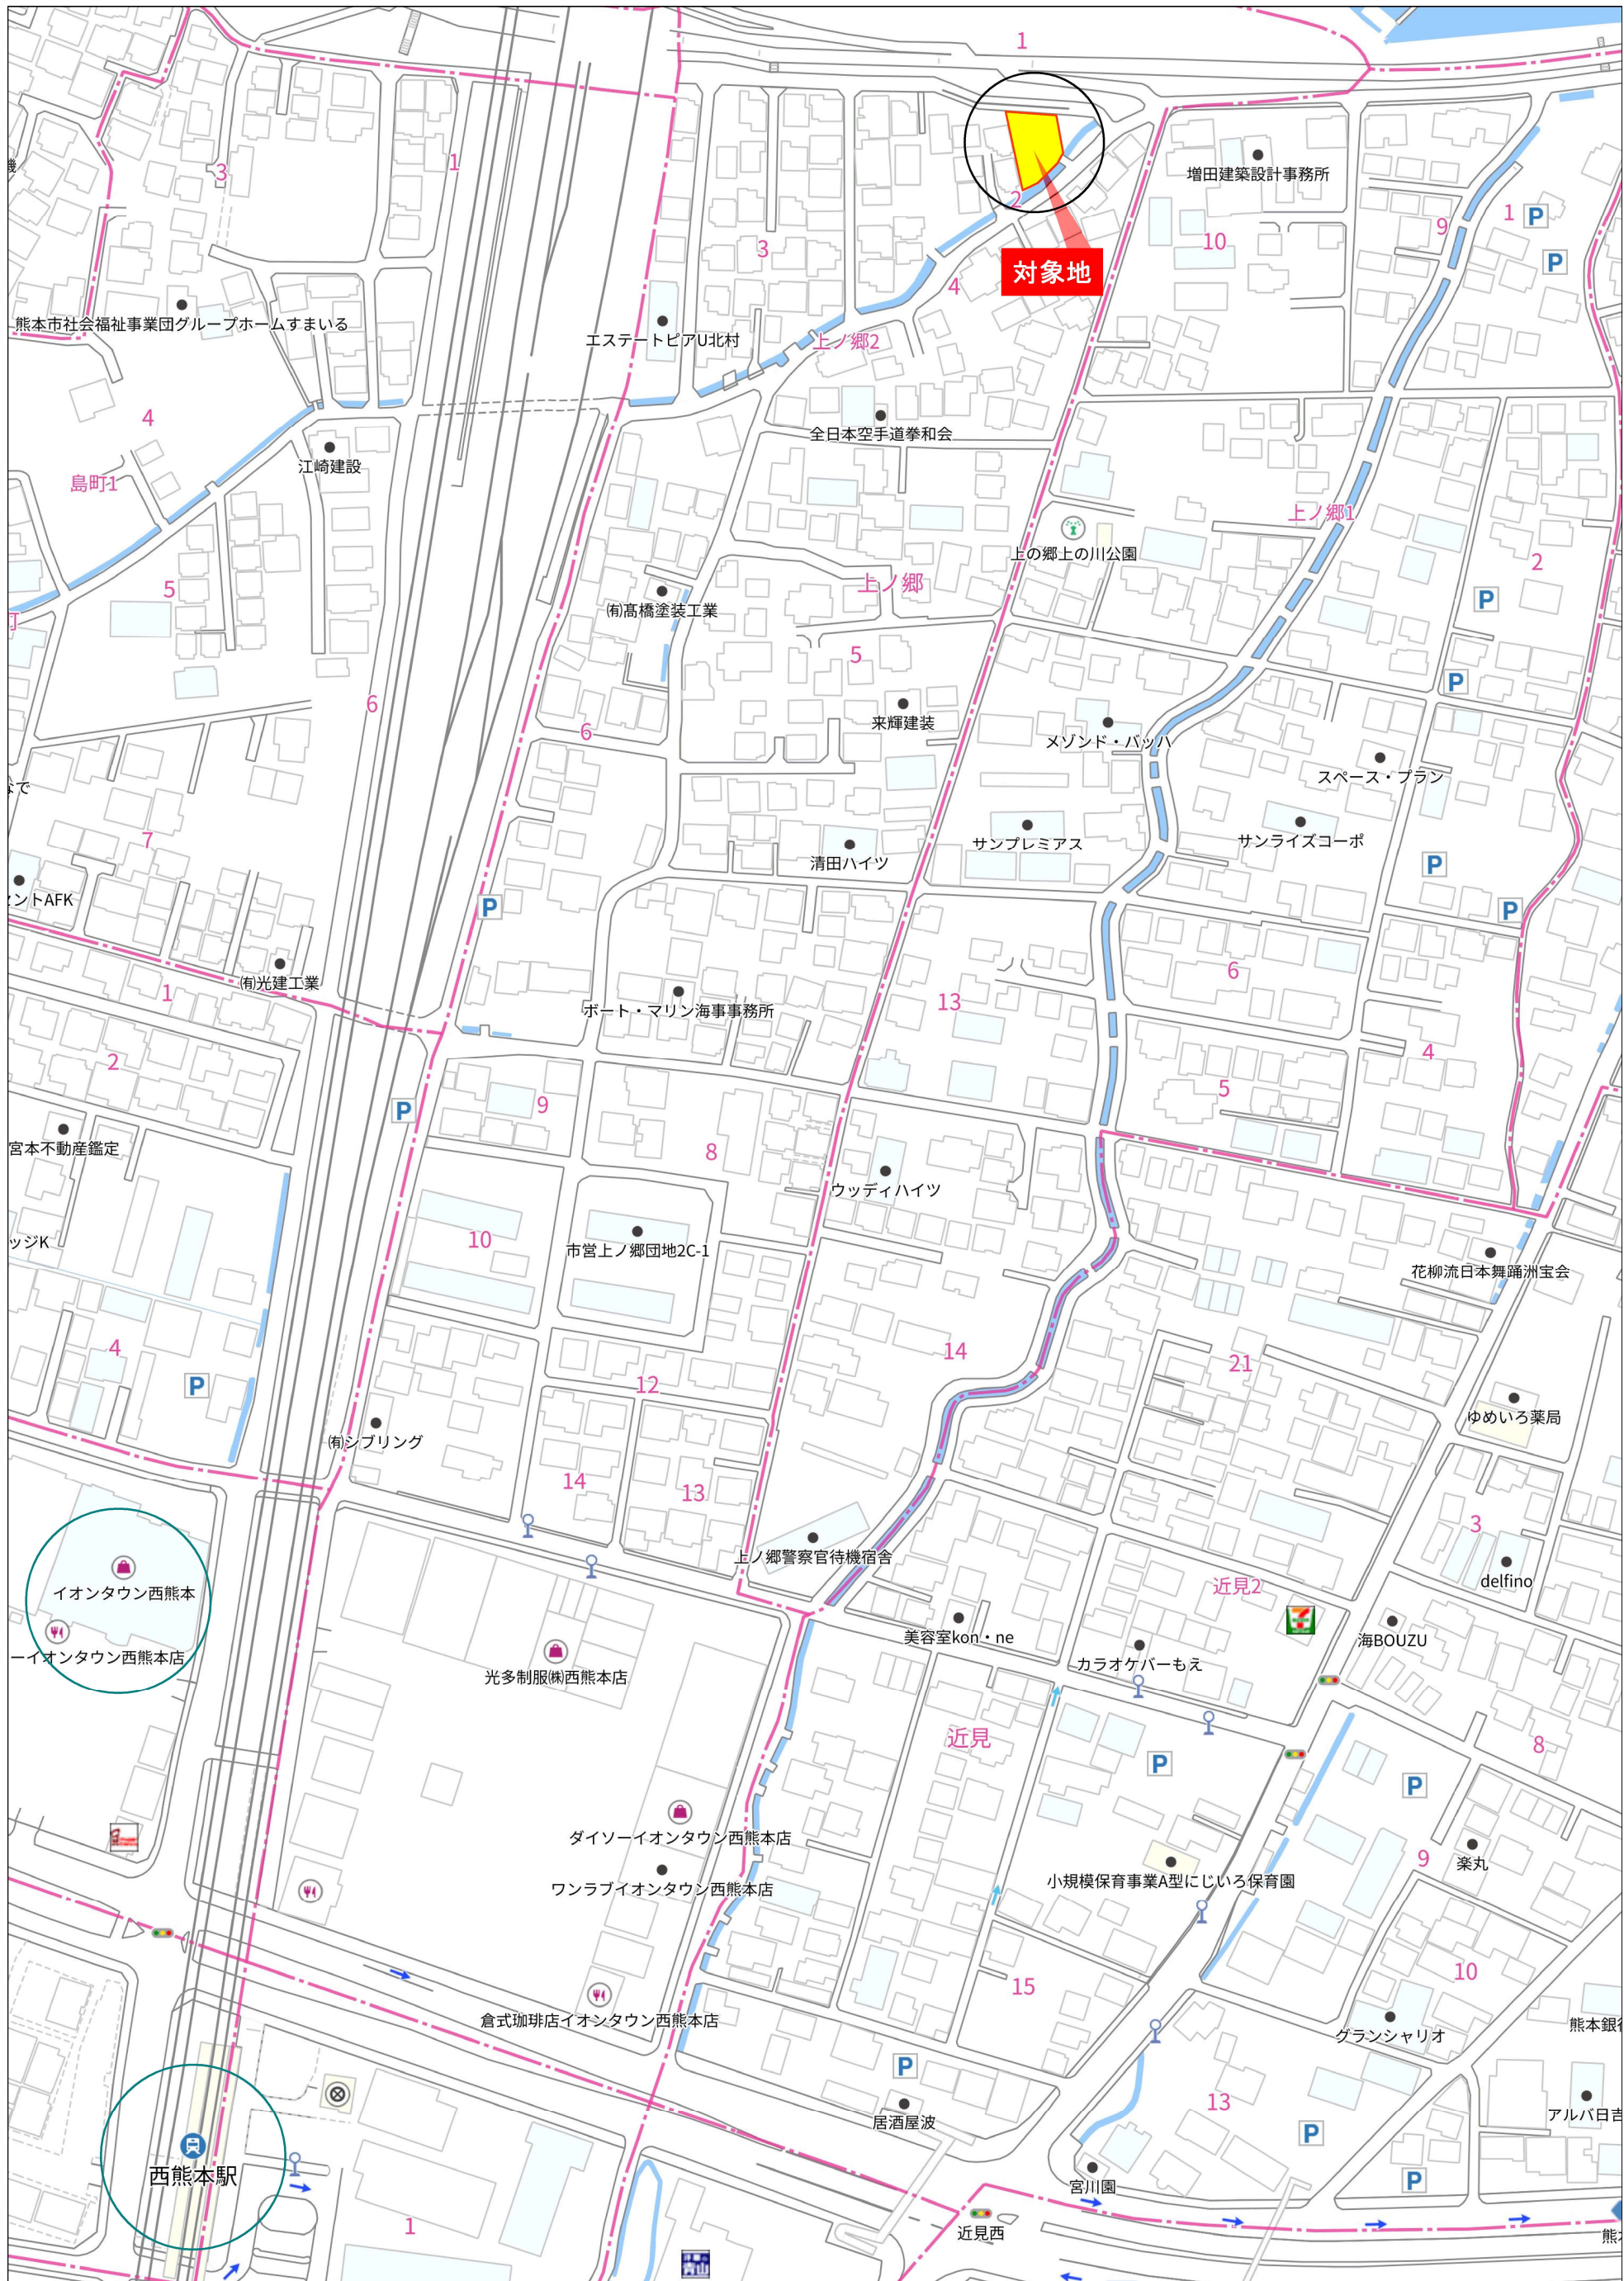 1
3
1
2
増田建築設計事務所
9
1
P
10
3
P
対象地
4
熊本市社会福祉事業団グループホームすまいる
エステートピアU北村
上ノ郷2
4
全日本空手道拳和会
江崎建設
島町1
上ノ郷1
上の郷上の川公園
2
5
上ノ郷
P
㈲髙橋塗装工業
5
P
6
来輝建装
6
メゾンド・バッハ
スペース・プラン
なで
7
サンプレミアス
サンライズコーポ
清田ハイツ
P
ントAFK
P
P
㈲光建工業
6
1
ボート・マリン海事事務所
13
2
4
5
P
9
宮本不動産鑑定
8
ウッディハイツ
ッジK
10
市営上ノ郷団地2C-1
花柳流日本舞踊洲宝会
4
14
21
P
12
ゆめいろ薬局
㈲シブリング
14
13
3
上ノ郷警察官待機宿舎
イオンタウン西熊本
近見2
delfino
ーイオンタウン西熊本店
美容室kon・ne
海BOUZU
カラオケバーもえ
光多制服㈱西熊本店
近見
8
P
P
ダイソーイオンタウン西熊本店
9
楽丸
ワンラブイオンタウン西熊本店
小規模保育事業A型にじいろ保育園
15
10
倉式珈琲店イオンタウン西熊本店
グランシャリオ
熊本銀
P
13
居酒屋波
アルバ日吉
P
西熊本駅
宮川園
P
1
近見西
熊
青山